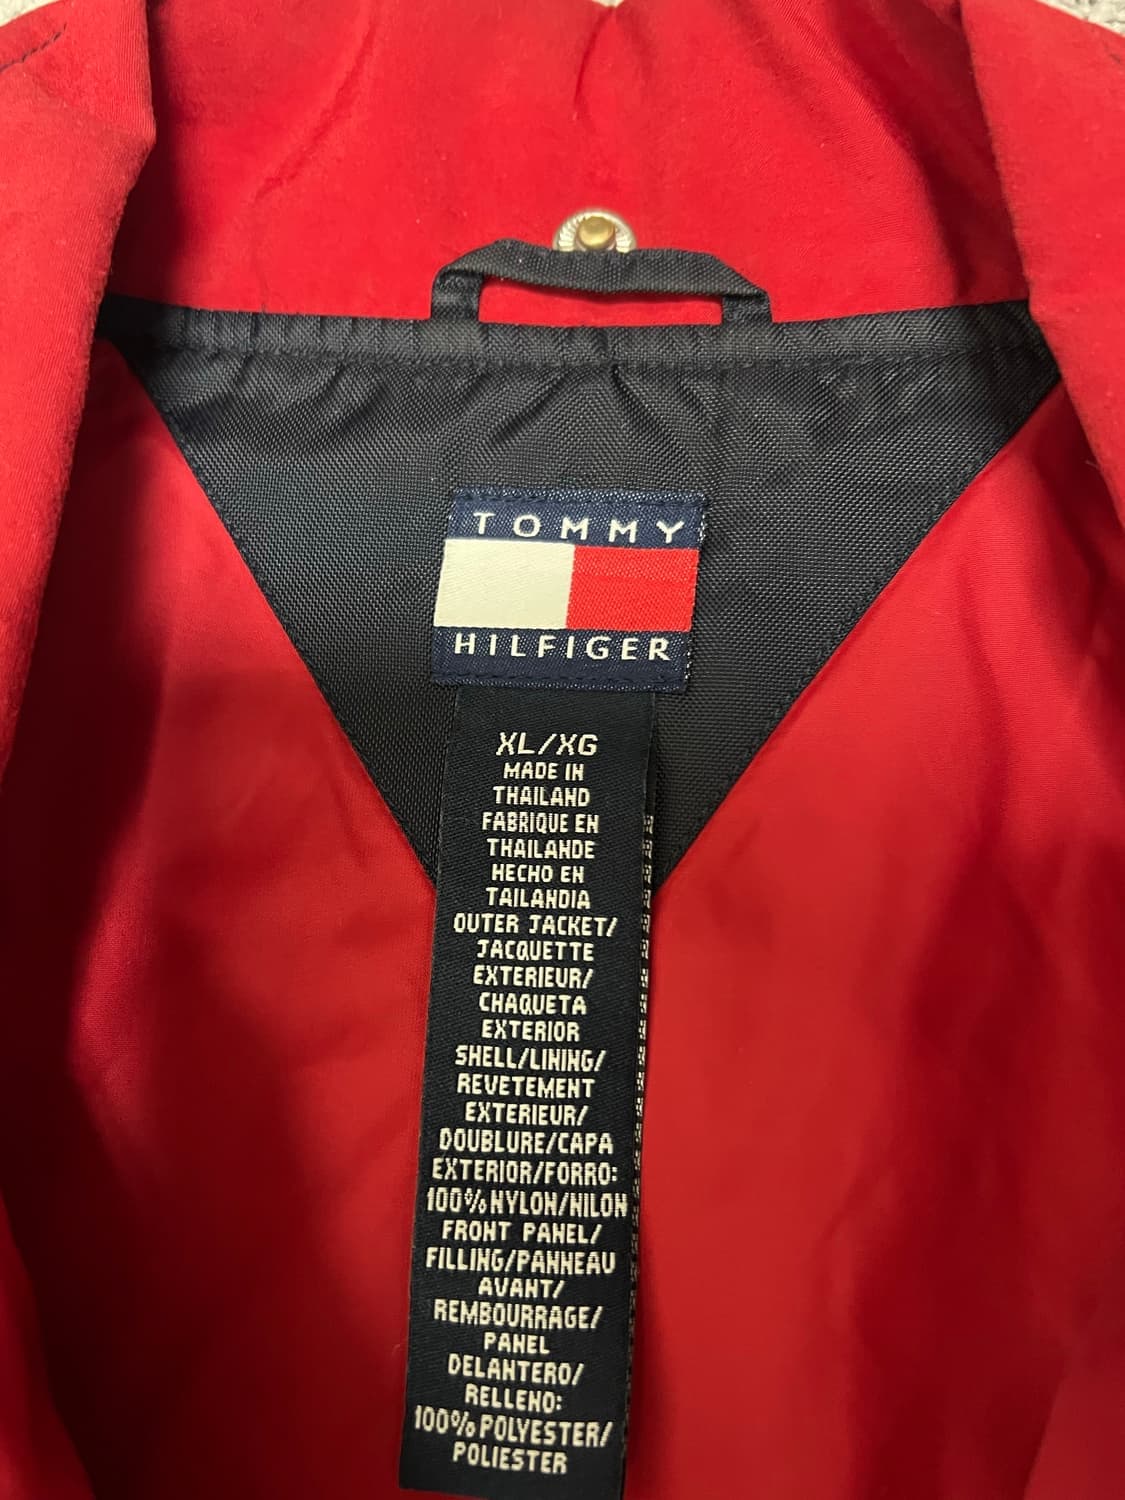 TOMMY
HILFIGER
XL/XG
MADE IN
THAILAND
FABRIQUE EN
THAILANDE
HECHO EN
TAILANDIA
OUTER JACKET/
JACQUETTE
EXTERIEUR/
CHAQUETA
EXTERIOR
SHELL/LINING/
REVETEMENT
EXTERIEUR/
DOUBLURE/CAPA
EXTERIOR/FORRO:
100%NYLON/NILON
FRONT PANEL/
FILLING/PANNEAU
AVANT/
REMBOURRAGE/
PANEL
DELANTERO/
RELLENO:
100%POLYESTER/
POLIESTER